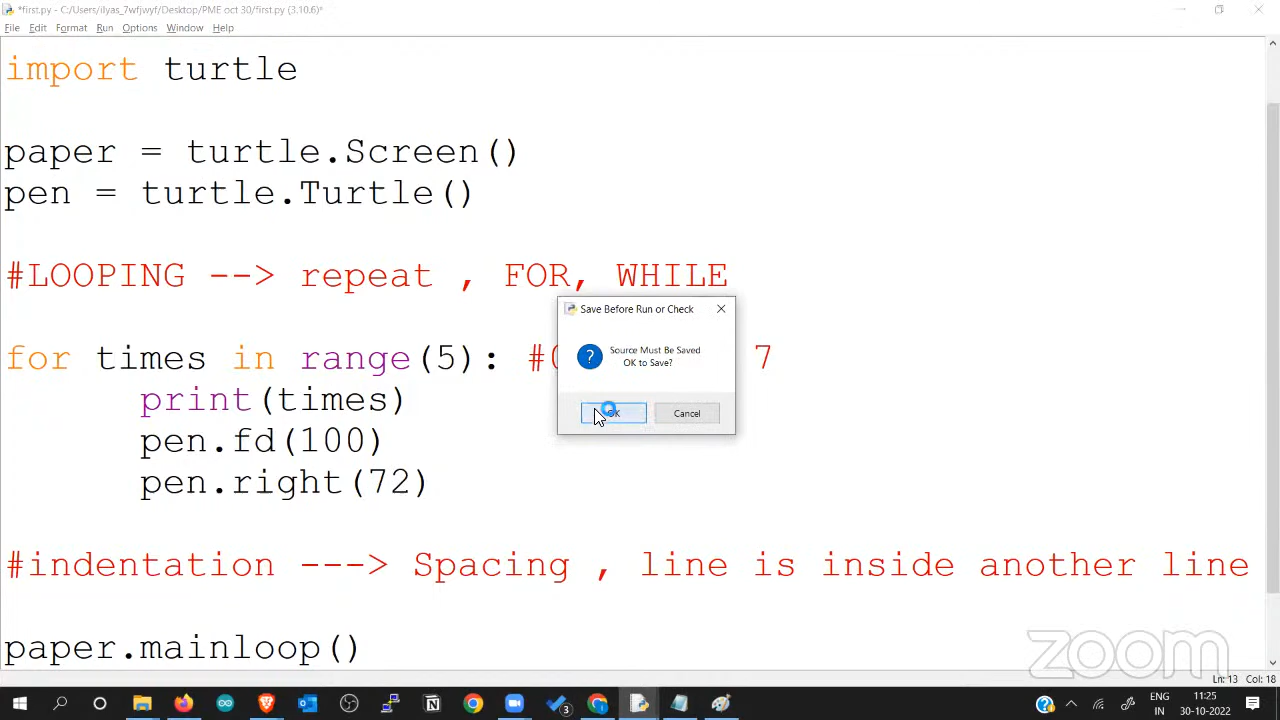 *first.py - C:/Users/ilyas_7wfjwyf/Desktop/PME oct 30/first.py (3.10.6)*
File Edit Format Run Options Window Help
import turtle
paper = turtle.Screen()
pen = turtle.Turtle()
#LOOPING --> repeat , FOR, WHILE
for times in range(5): # 7
print(times)
pen.fd(100)
pen.right(72)
#indentation ---> Spacing , line is inside another line
paper.mainloop()
Save Before Run or Check
Source Must Be Saved
OK to Save?
OK Cancel
zoom
Ln: 13 Col: 18
3
ENG
IN
11:25
30-10-2022